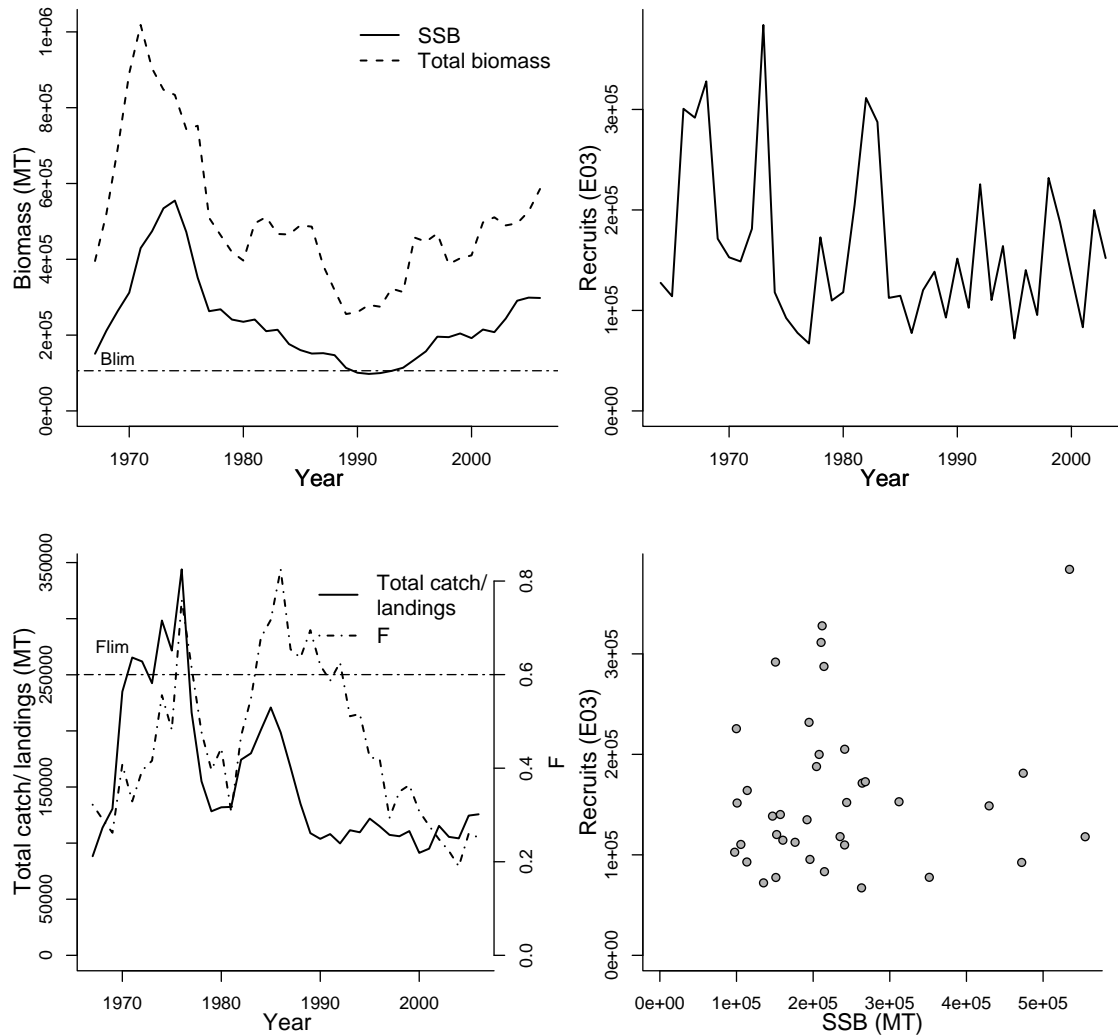 SSB
Total biomass
Biomass (MT)
0e+00 2e+05 4e+05 6e+05 8e+05 1e+06
Blim
1970 1980 1990 2000
Year
Recruits (E03)
0e+00 1e+05 2e+05 3e+05
1970 1980 1990 2000
Year
Total catch/
landings
F
Total catch/ landings (MT)
0 50000 150000 250000 350000
Flim
F
0.0 0.2 0.4 0.6 0.8
1970 1980 1990 2000
Year
Recruits (E03)
0e+00 1e+05 2e+05 3e+05
0e+00 1e+05 2e+05 3e+05 4e+05 5e+05
SSB (MT)